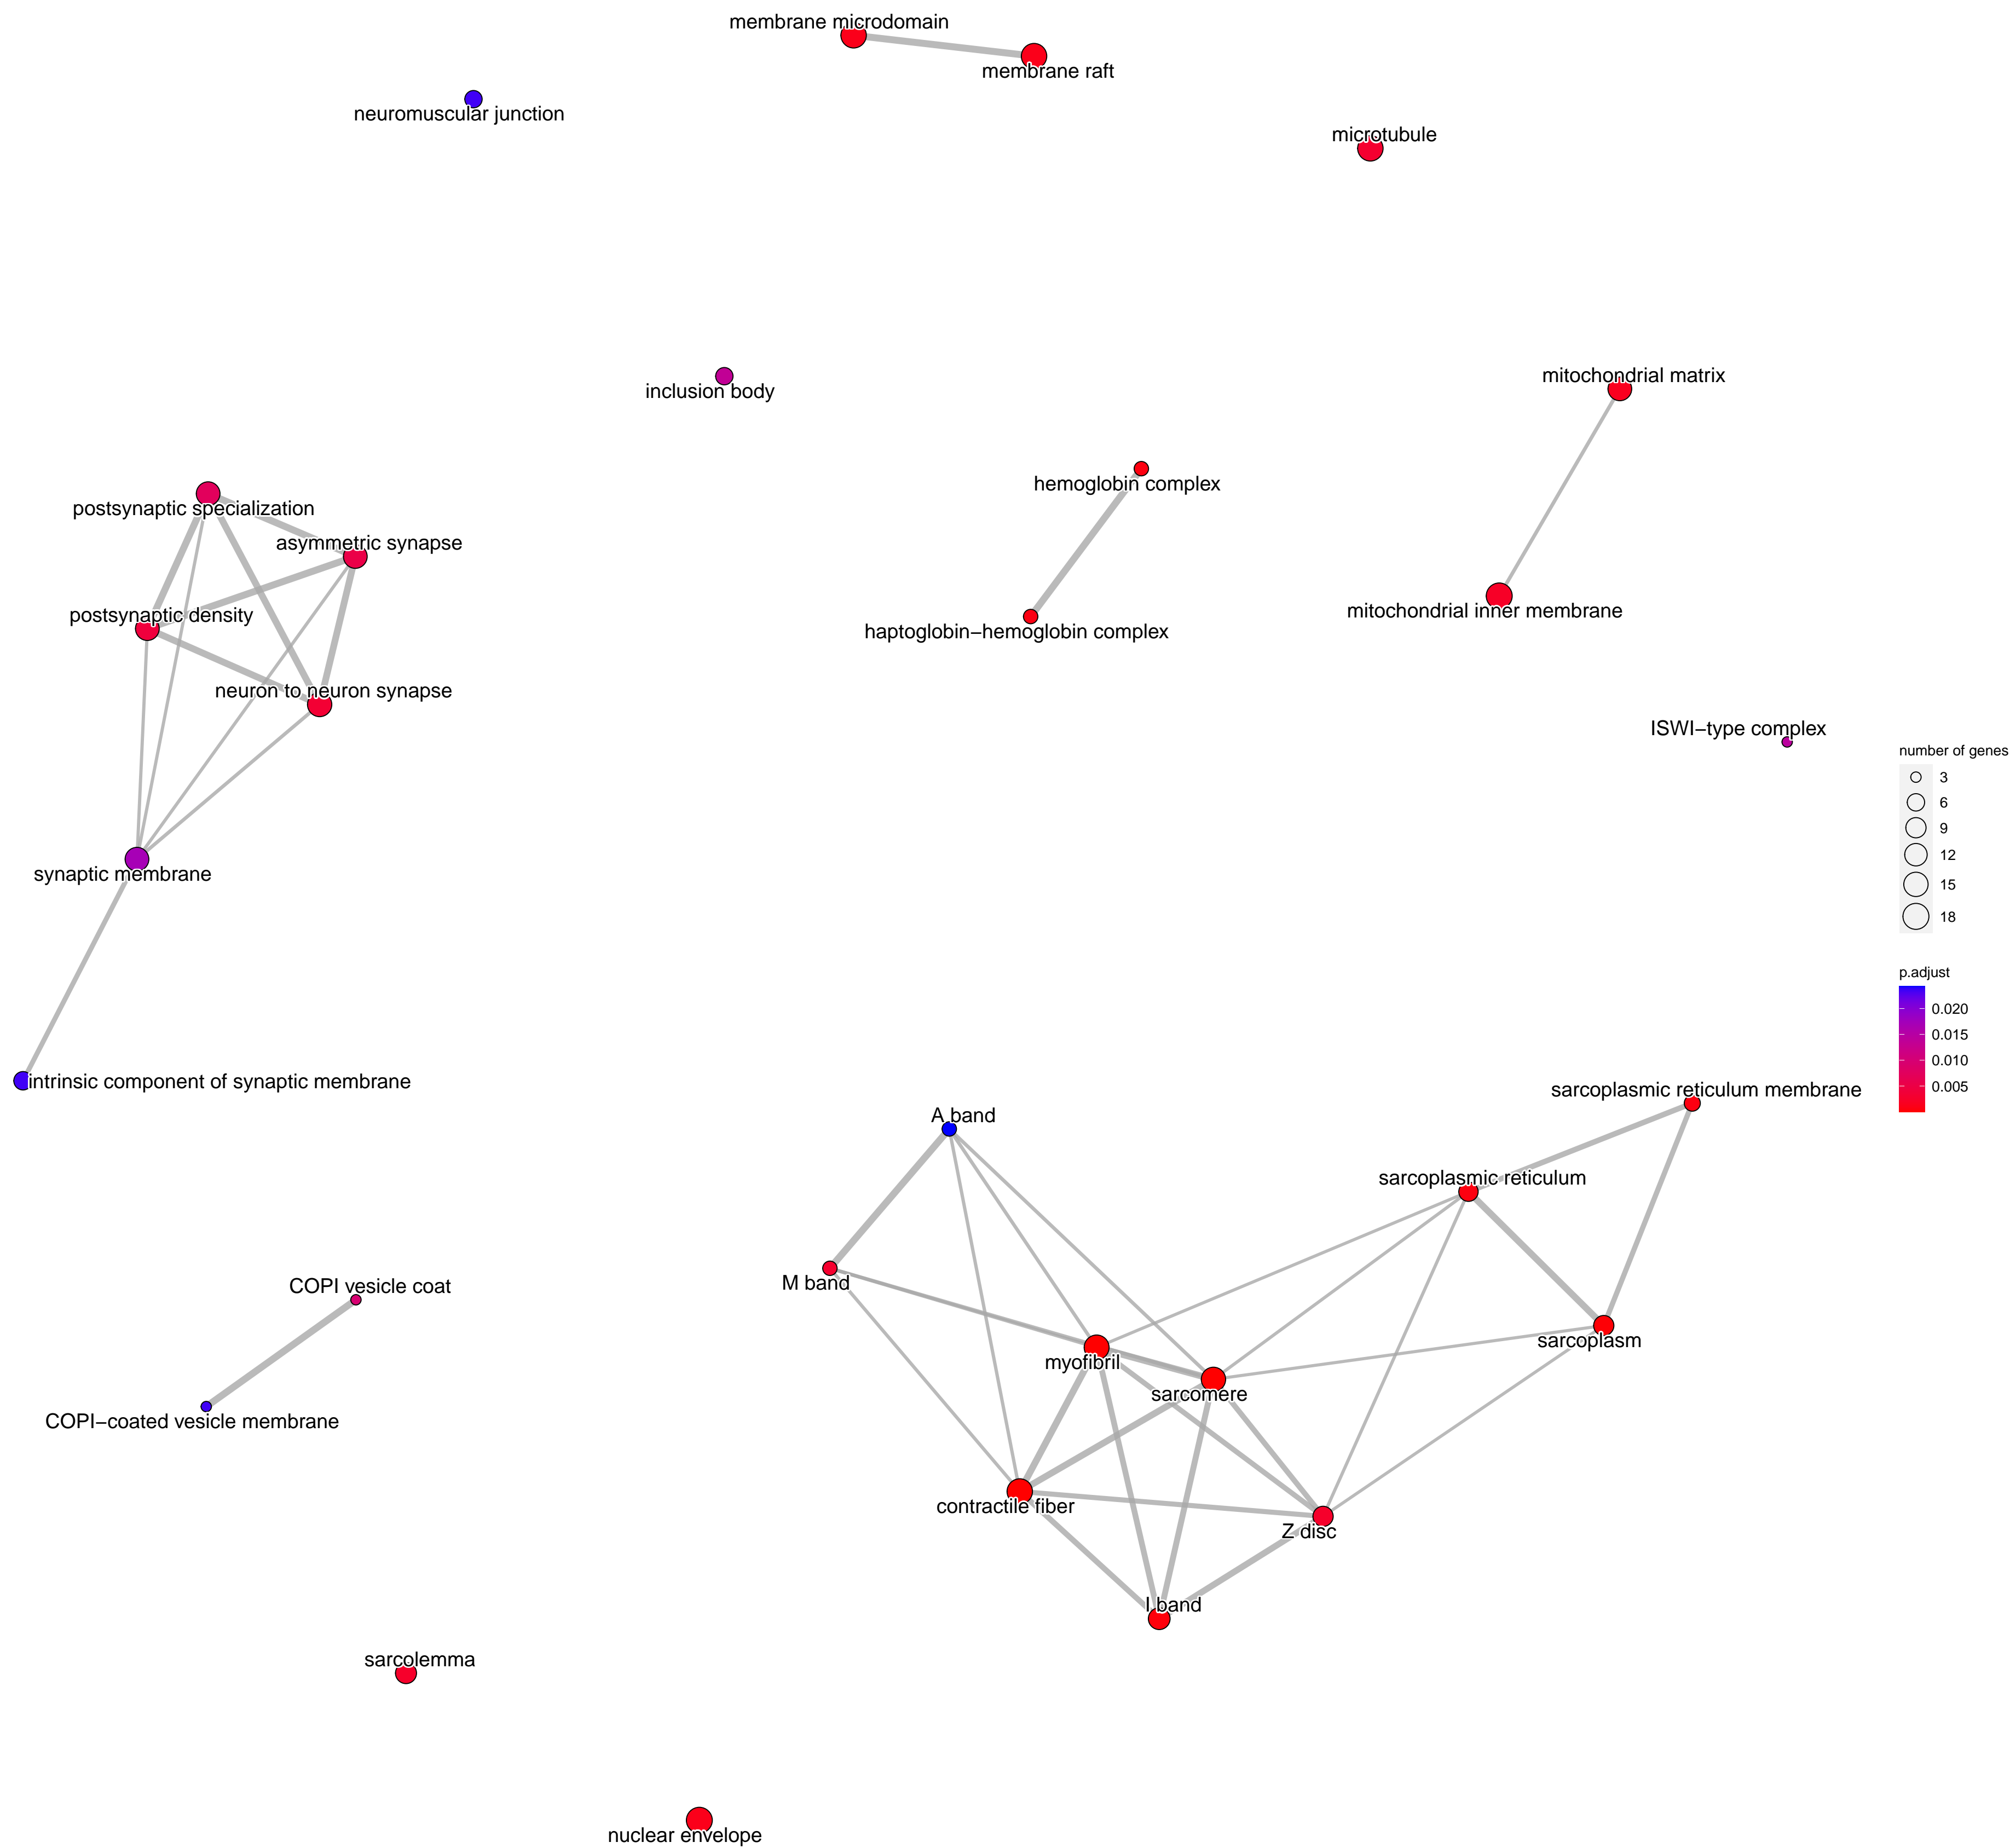 membrane microdomain
membrane raft
neuromuscular junction
microtubule
inclusion body
mitochondrial matrix
hemoglobin complex
postsynaptic specialization
asymmetric synapse
mitochondrial inner membrane
postsynaptic density
haptoglobin−hemoglobin complex
neuron to neuron synapse
ISWI−type complex
number of genes
3
6
9
12
15
18
synaptic membrane
p.adjust
0.020
0.015
0.010
0.005
intrinsic component of synaptic membrane
sarcoplasmic reticulum membrane
A band
sarcoplasmic reticulum
M band
COPI vesicle coat
sarcoplasm
myofibril
sarcomere
COPI−coated vesicle membrane
contractile fiber
Z disc
I band
sarcolemma
nuclear envelope